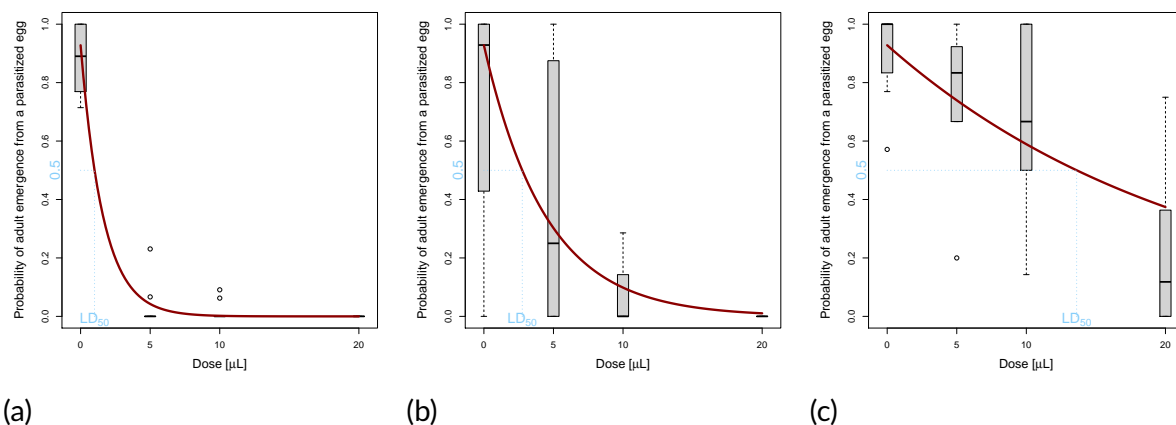 Probability of adult emergence from a parasitized egg
0.0 0.2 0.4 0.6 0.8 1.0
0.5
LD50
0 5 10 20
Dose [μL]
(a)
Probability of adult emergence from a parasitized egg
0.0 0.2 0.4 0.6 0.8 1.0
0.5
LD50
0 5 10 20
Dose [μL]
(b)
Probability of adult emergence from a parasitized egg
0.0 0.2 0.4 0.6 0.8 1.0
0.5
LD50
0 5 10 20
Dose [μL]
(c)